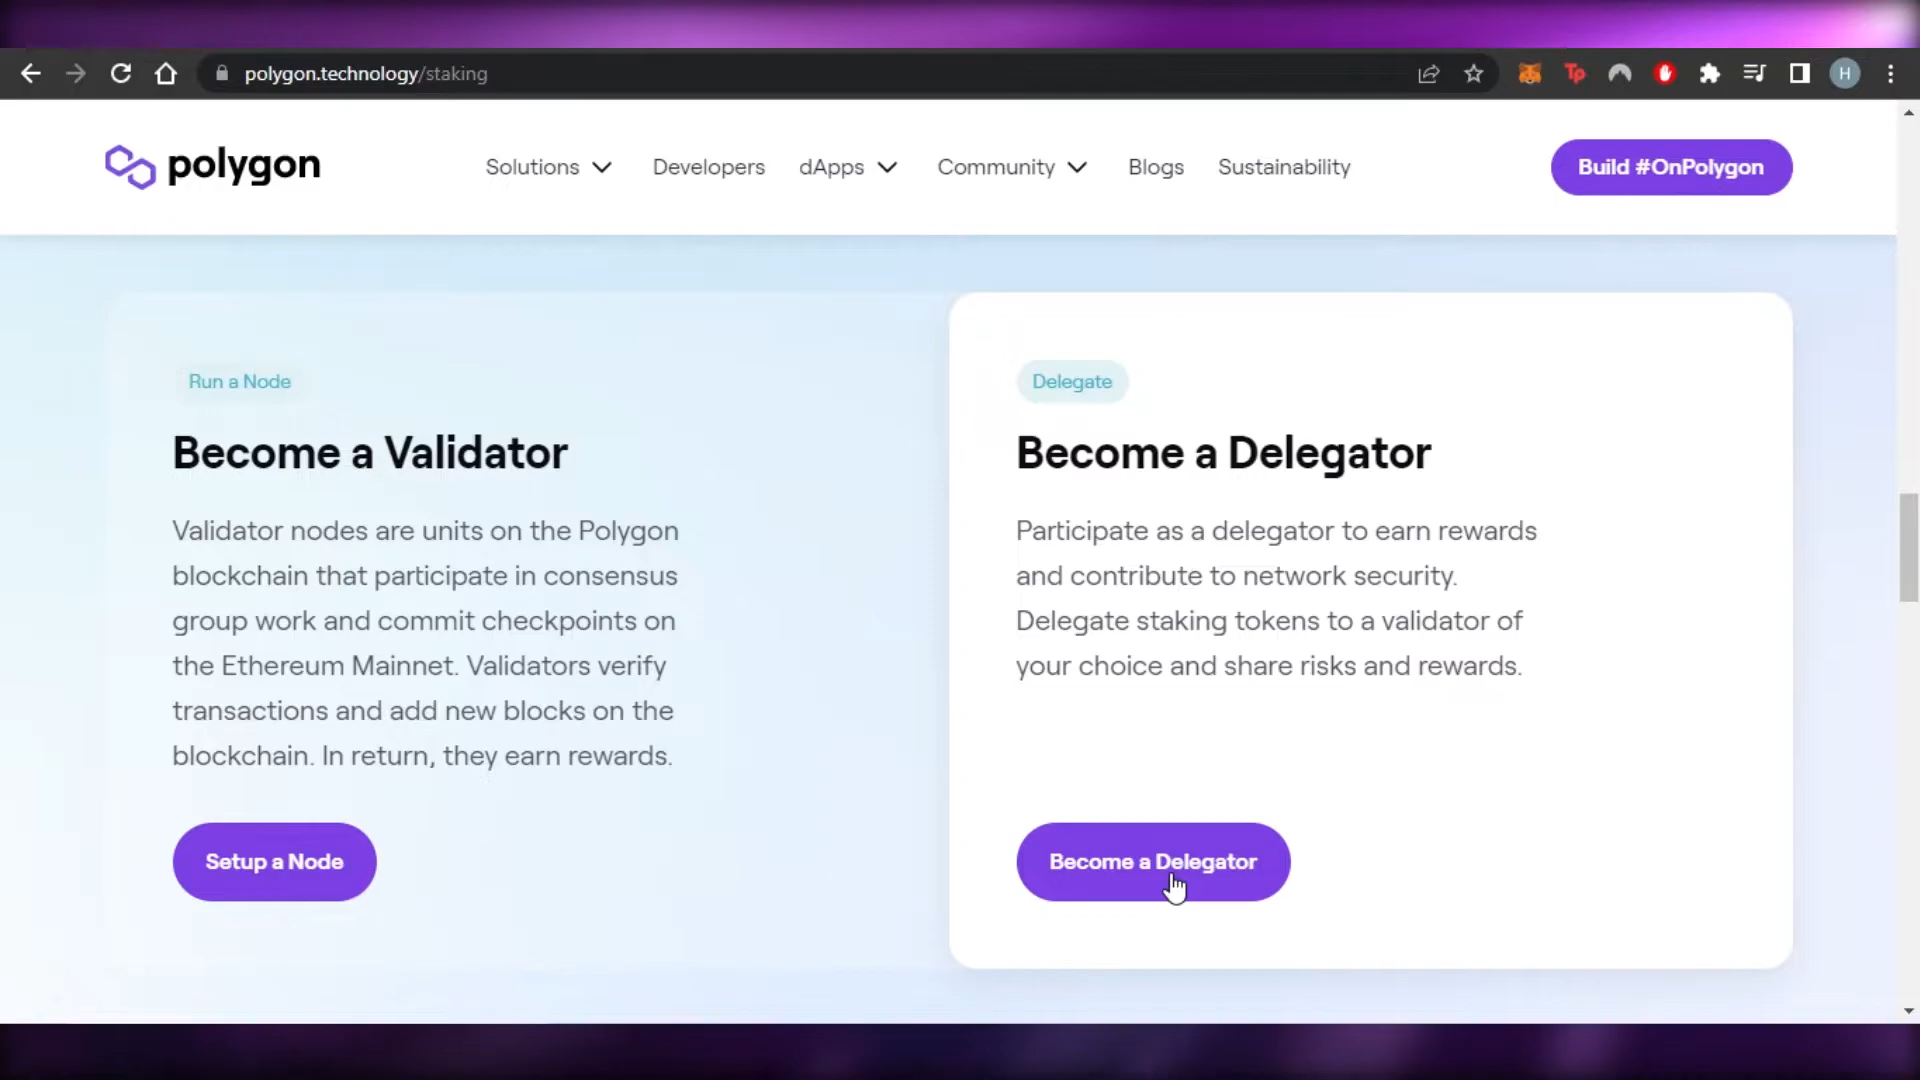 polygon.technology/staking
Tp
H
polygon
Solutions
Developers
dApps
Community
Blogs
Sustainability
Build #OnPolygon
Run a Node
Become a Validator
Validator nodes are units on the Polygon
blockchain that participate in consensus
group work and commit checkpoints on
the Ethereum Mainnet. Validators verify
transactions and add new blocks on the
blockchain. In return, they earn rewards.
Setup a Node
Delegate
Become a Delegator
Participate as a delegator to earn rewards
and contribute to network security.
Delegate staking tokens to a validator of
your choice and share risks and rewards.
Become a Delegator